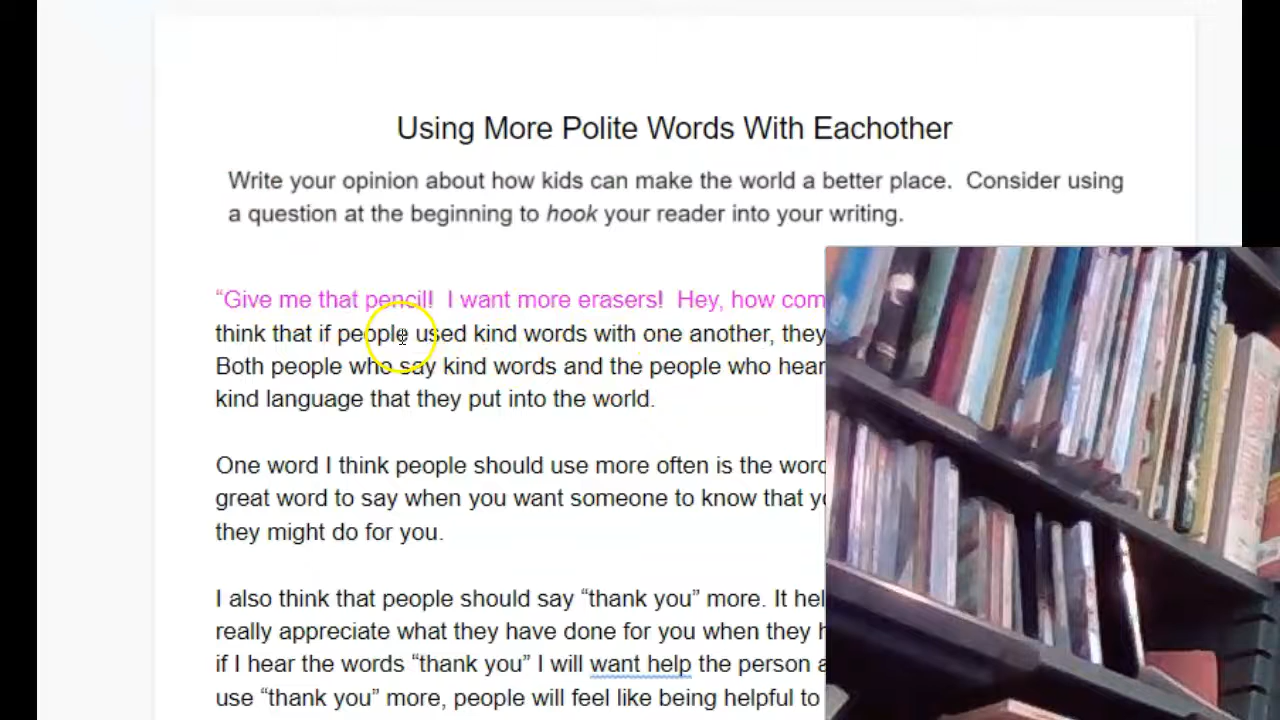 Using More Polite Words With Eachother
Write your opinion about how kids can make the world a better place.  Consider using
a question at the beginning to hook your reader into your writing.
“Give me that pencil!  I want more erasers!  Hey, how com
think that if people used kind words with one another, they
Both people who say kind words and the people who hear
kind language that they put into the world.
One word I think people should use more often is the word
great word to say when you want someone to know that
they might do for you.
I also think that people should say “thank you” more. It hel
really appreciate what they have done for you when they
if I hear the words “thank you” I will want help the person
use “thank you” more, people will feel like being helpful to